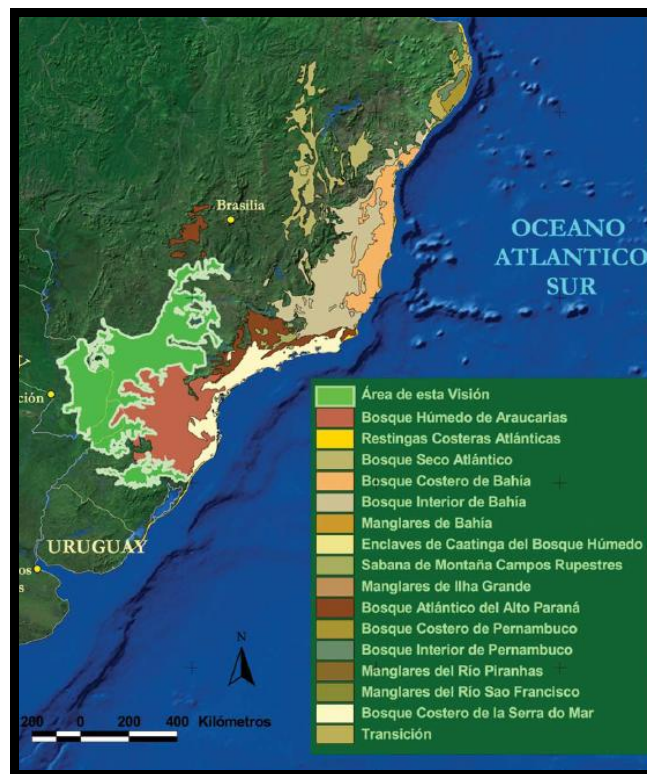 Brasilia
OCEANO
ATLANTICO
SUR
ción
URUGUAY
os
s
N
200 0 200 400 Kilómetros
Área de esta Visión
Bosque Húmedo de Araucarias
Restingas Costeras Atlánticas
Bosque Seco Atlántico
Bosque Costero de Bahía
Bosque Interior de Bahía
Manglares de Bahía
Enclaves de Caatinga del Bosque Húmedo
Sabana de Montaña Campos Rupestres
Manglares de Ilha Grande
Bosque Atlántico del Alto Paraná
Bosque Costero de Pernambuco
Bosque Interior de Pernambuco
Manglares del Río Piranhas
Manglares del Río Sao Francisco
Bosque Costero de la Serra do Mar
Transición